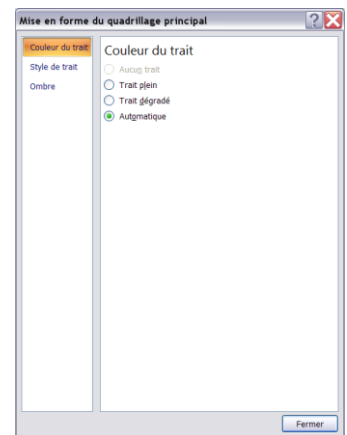 Mise en forme du quadrillage principal
Couleur du trait
Style de trait
Ombre
Couleur du trait
Aucun trait
Trait plein
Trait dégradé
Automatique
Fermer